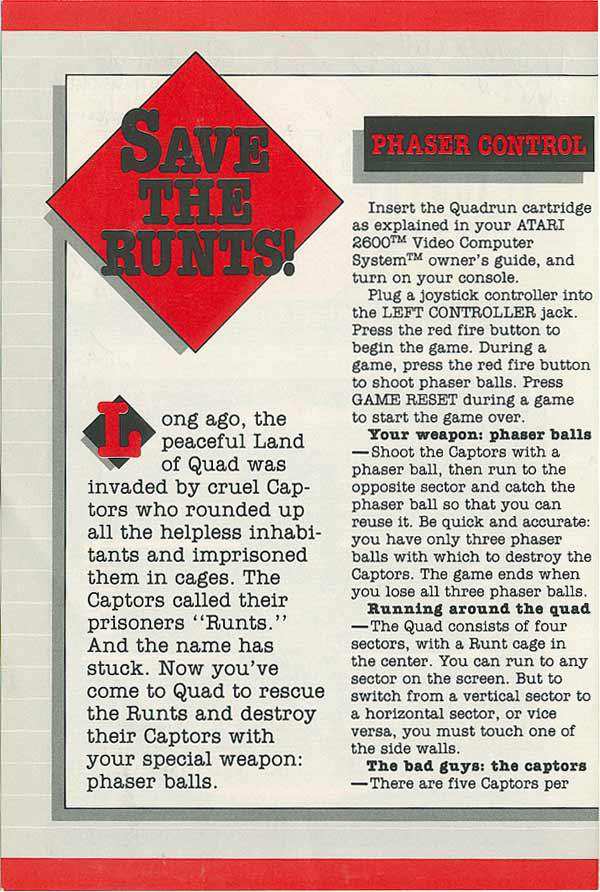 SAVE
THE
RUNTS!
Long ago, the
peaceful Land
of Quad was
invaded by cruel Cap-
tors who rounded up
all the helpless inhabi-
tants and imprisoned
them in cages. The
Captors called their
prisoners "Runts."
And the name has
stuck. Now you've
come to Quad to rescue
the Runts and destroy
their Captors with
your special weapon:
phaser balls.
PHASER CONTROL
Insert the Quadrun cartridge
as explained in your ATARI
2600™ Video Computer
System™ owner's guide, and
turn on your console.
Plug a joystick controller into
the LEFT CONTROLLER jack.
Press the red fire button to
begin the game. During a
game, press the red fire button
to shoot phaser balls. Press
GAME RESET during a game
to start the game over.
Your weapon: phaser balls
—Shoot the Captors with a
phaser ball, then run to the
opposite sector and catch the
phaser ball so that you can
reuse it. Be quick and accurate:
you have only three phaser
balls with which to destroy the
Captors. The game ends when
you lose all three phaser balls.
Running around the quad
—The Quad consists of four
sectors, with a Runt cage in
the center. You can run to any
sector on the screen. But to
switch from a vertical sector to
a horizontal sector, or vice
versa, you must touch one of
the side walls.
The bad guys: the captors
—There are five Captors per